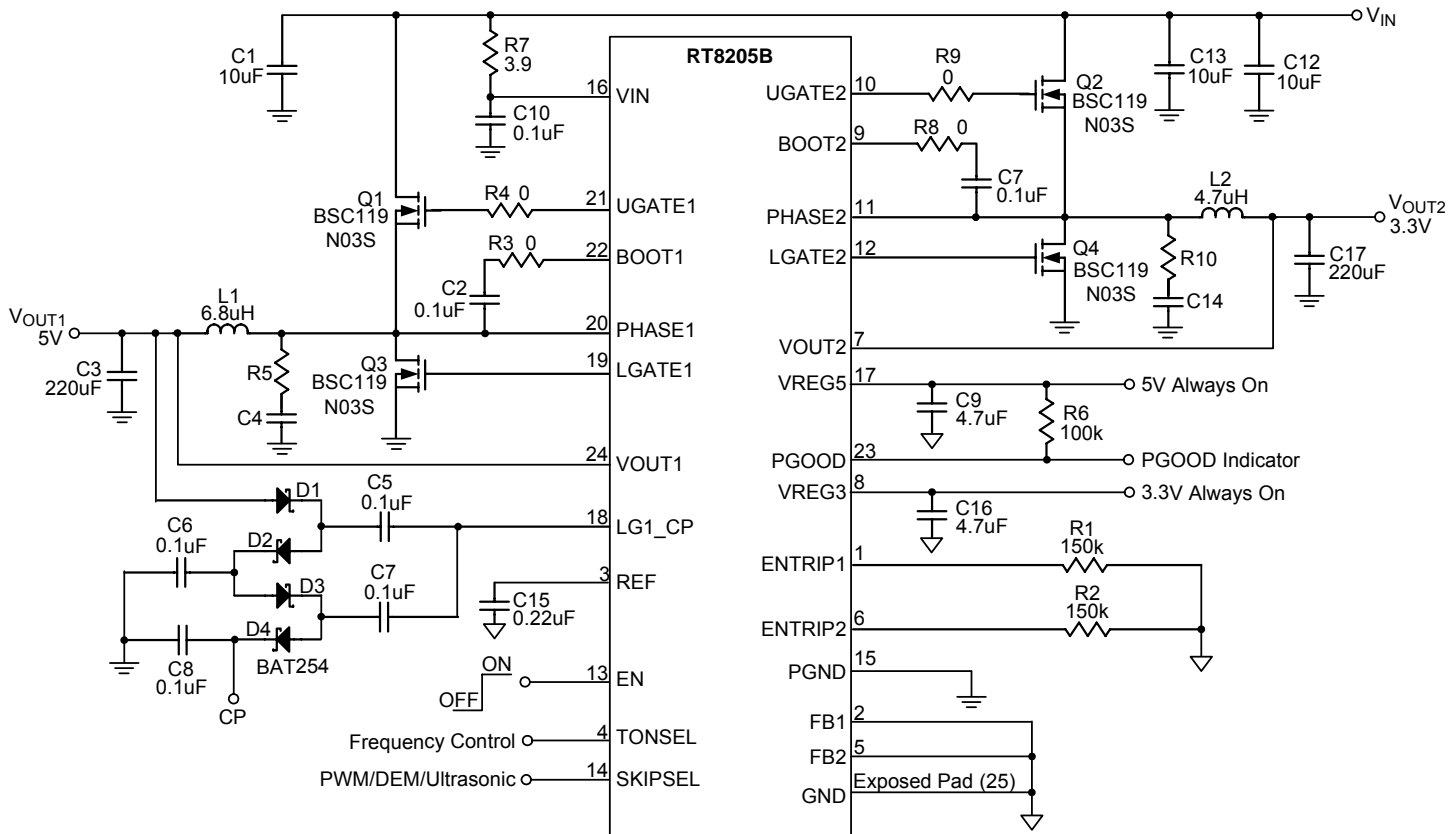 VIN
C1
10uF
R7
3.9
RT8205B
C13
10uF
C12
10uF
16 VIN
C10
0.1uF
UGATE2 10
R9
0
Q2
BSC119
N03S
BOOT2 9
R8 0
C7
0.1uF
Q1
BSC119
N03S
R4 0
21 UGATE1
PHASE2 11
L2
4.7uH
VOUT2
3.3V
R3 0
22 BOOT1
LGATE2 12
Q4
BSC119
N03S
R10
C14
C17
220uF
C2
0.1uF
L1
6.8uH
VOUT1
5V
20 PHASE1
C3
220uF
R5
C4
Q3
BSC119
N03S
19 LGATE1
VOUT2 7
VREG5 17
5V Always On
C9
4.7uF
R6
100k
24 VOUT1
PGOOD 23
PGOOD Indicator
VREG3 8
3.3V Always On
C16
4.7uF
D1
C5
0.1uF
18 LG1_CP
C6
0.1uF
D2
D3
C7
0.1uF
3 REF
C15
0.22uF
ENTRIP1 1
R1
150k
ENTRIP2 6
R2
150k
C8
0.1uF
D4
BAT254
CP
PGND 15
ON
OFF
13 EN
FB1 2
Frequency Control
4 TONSEL
FB2 5
PWM/DEM/Ultrasonic
14 SKIPSEL
GND Exposed Pad (25)